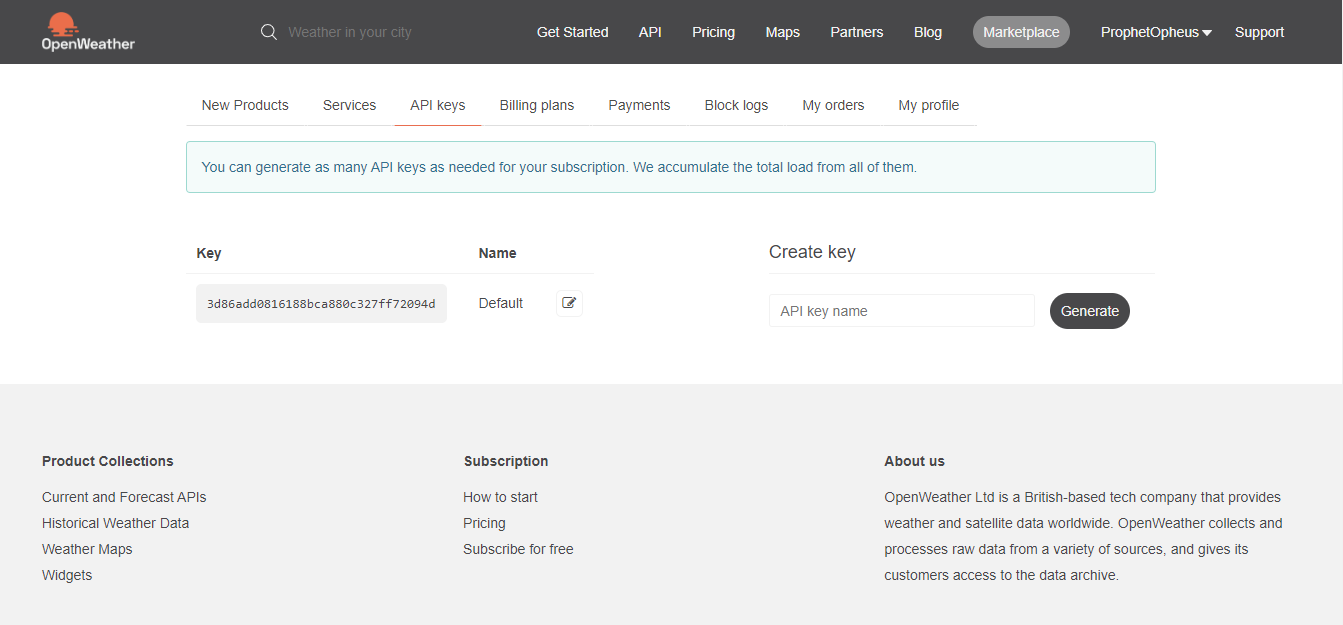 OpenWeather
Weather in your city
Get Started
API
Pricing
Maps
Partners
Blog
Marketplace
ProphetOpheus
Support
New Products
Services
API keys
Billing plans
Payments
Block logs
My orders
My profile
You can generate as many API keys as needed for your subscription. We accumulate the total load from all of them.
Key
Name
3d86add0816188bca880c327ff72094d
Default
Create key
API key name
Generate
Product Collections
Current and Forecast APIs
Historical Weather Data
Weather Maps
Widgets
Subscription
How to start
Pricing
Subscribe for free
About us
OpenWeather Ltd is a British-based tech company that provides
weather and satellite data worldwide. OpenWeather collects and
processes raw data from a variety of sources, and gives its
customers access to the data archive.